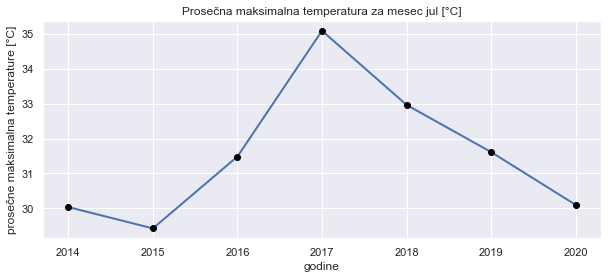 Prosečna maksimalna temperatura za mesec jul [°C]
prosečne maksimalna temperature [°C]
35
34
33
32
31
30
2014 2015 2016 2017 2018 2019 2020
godine